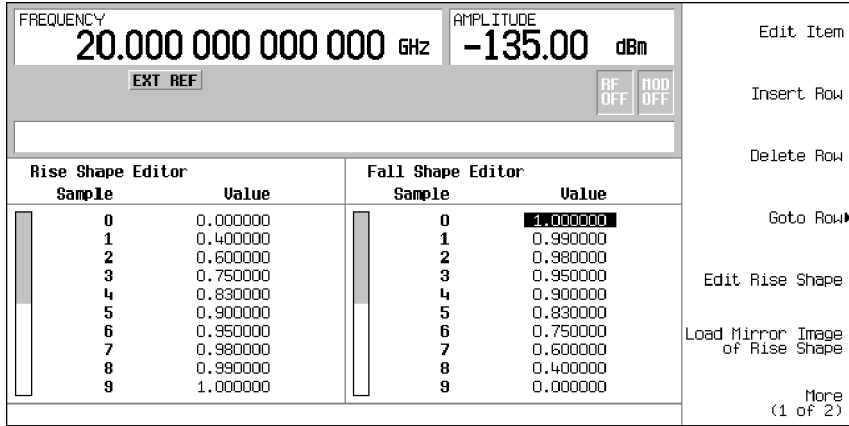 FREQUENCY
20.000 000 000 000 GHz
AMPLITUDE
-135.00 dBm
EXT REF
RF OFF
MOD OFF
Rise Shape Editor
Sample Value
0 0.000000
1 0.400000
2 0.600000
3 0.750000
4 0.830000
5 0.900000
6 0.950000
7 0.980000
8 0.990000
9 1.000000
Fall Shape Editor
Sample Value
0 1.000000
1 0.990000
2 0.980000
3 0.950000
4 0.900000
5 0.830000
6 0.750000
7 0.600000
8 0.400000
9 0.000000
Edit Item
Insert Row
Delete Row
Goto Row
Edit Rise Shape
Load Mirror Image
of Rise Shape
More
(1 of 2)